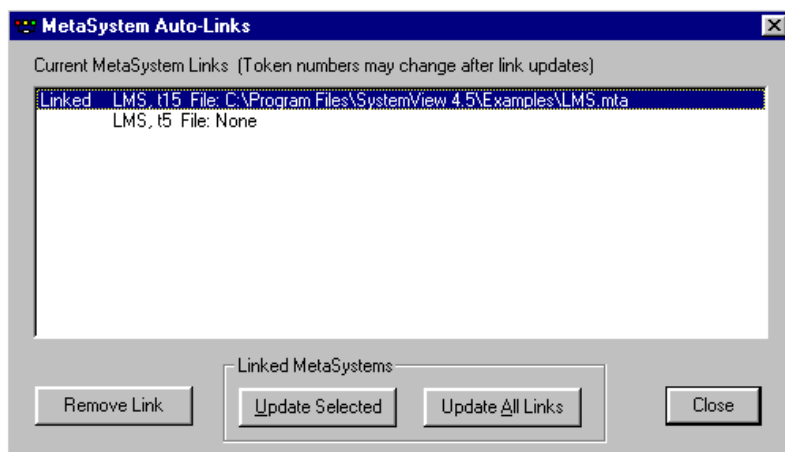 MetaSystem Auto-Links
Current MetaSystem Links (Token numbers may change after link updates)
Linked LMS, t15 File: C:\Program Files\SystemView 4.5\Examples\LMS.mta
LMS, t5 File: None
Linked MetaSystems
Remove Link Update Selected Update All Links Close